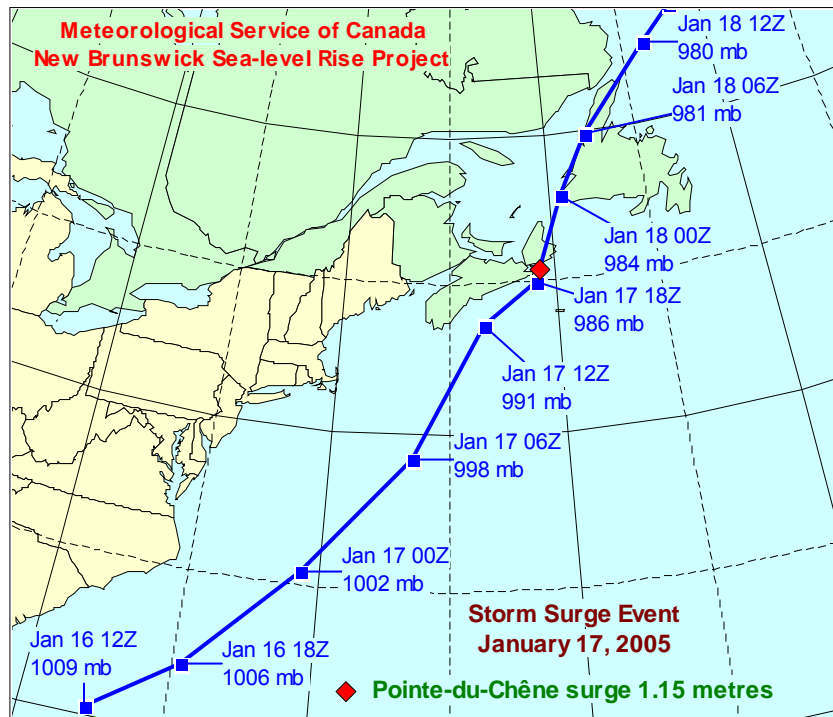 Meteorological Service of Canada
New Brunswick Sea-level Rise Project
Jan 18 12Z
980 mb
Jan 18 06Z
981 mb
Jan 18 00Z
984 mb
Jan 17 18Z
986 mb
Jan 17 12Z
991 mb
Jan 17 06Z
998 mb
Jan 17 00Z
1002 mb
Jan 16 12Z
1009 mb
Jan 16 18Z
1006 mb
Storm Surge Event
January 17, 2005
Pointe-du-Chêne surge 1.15 metres